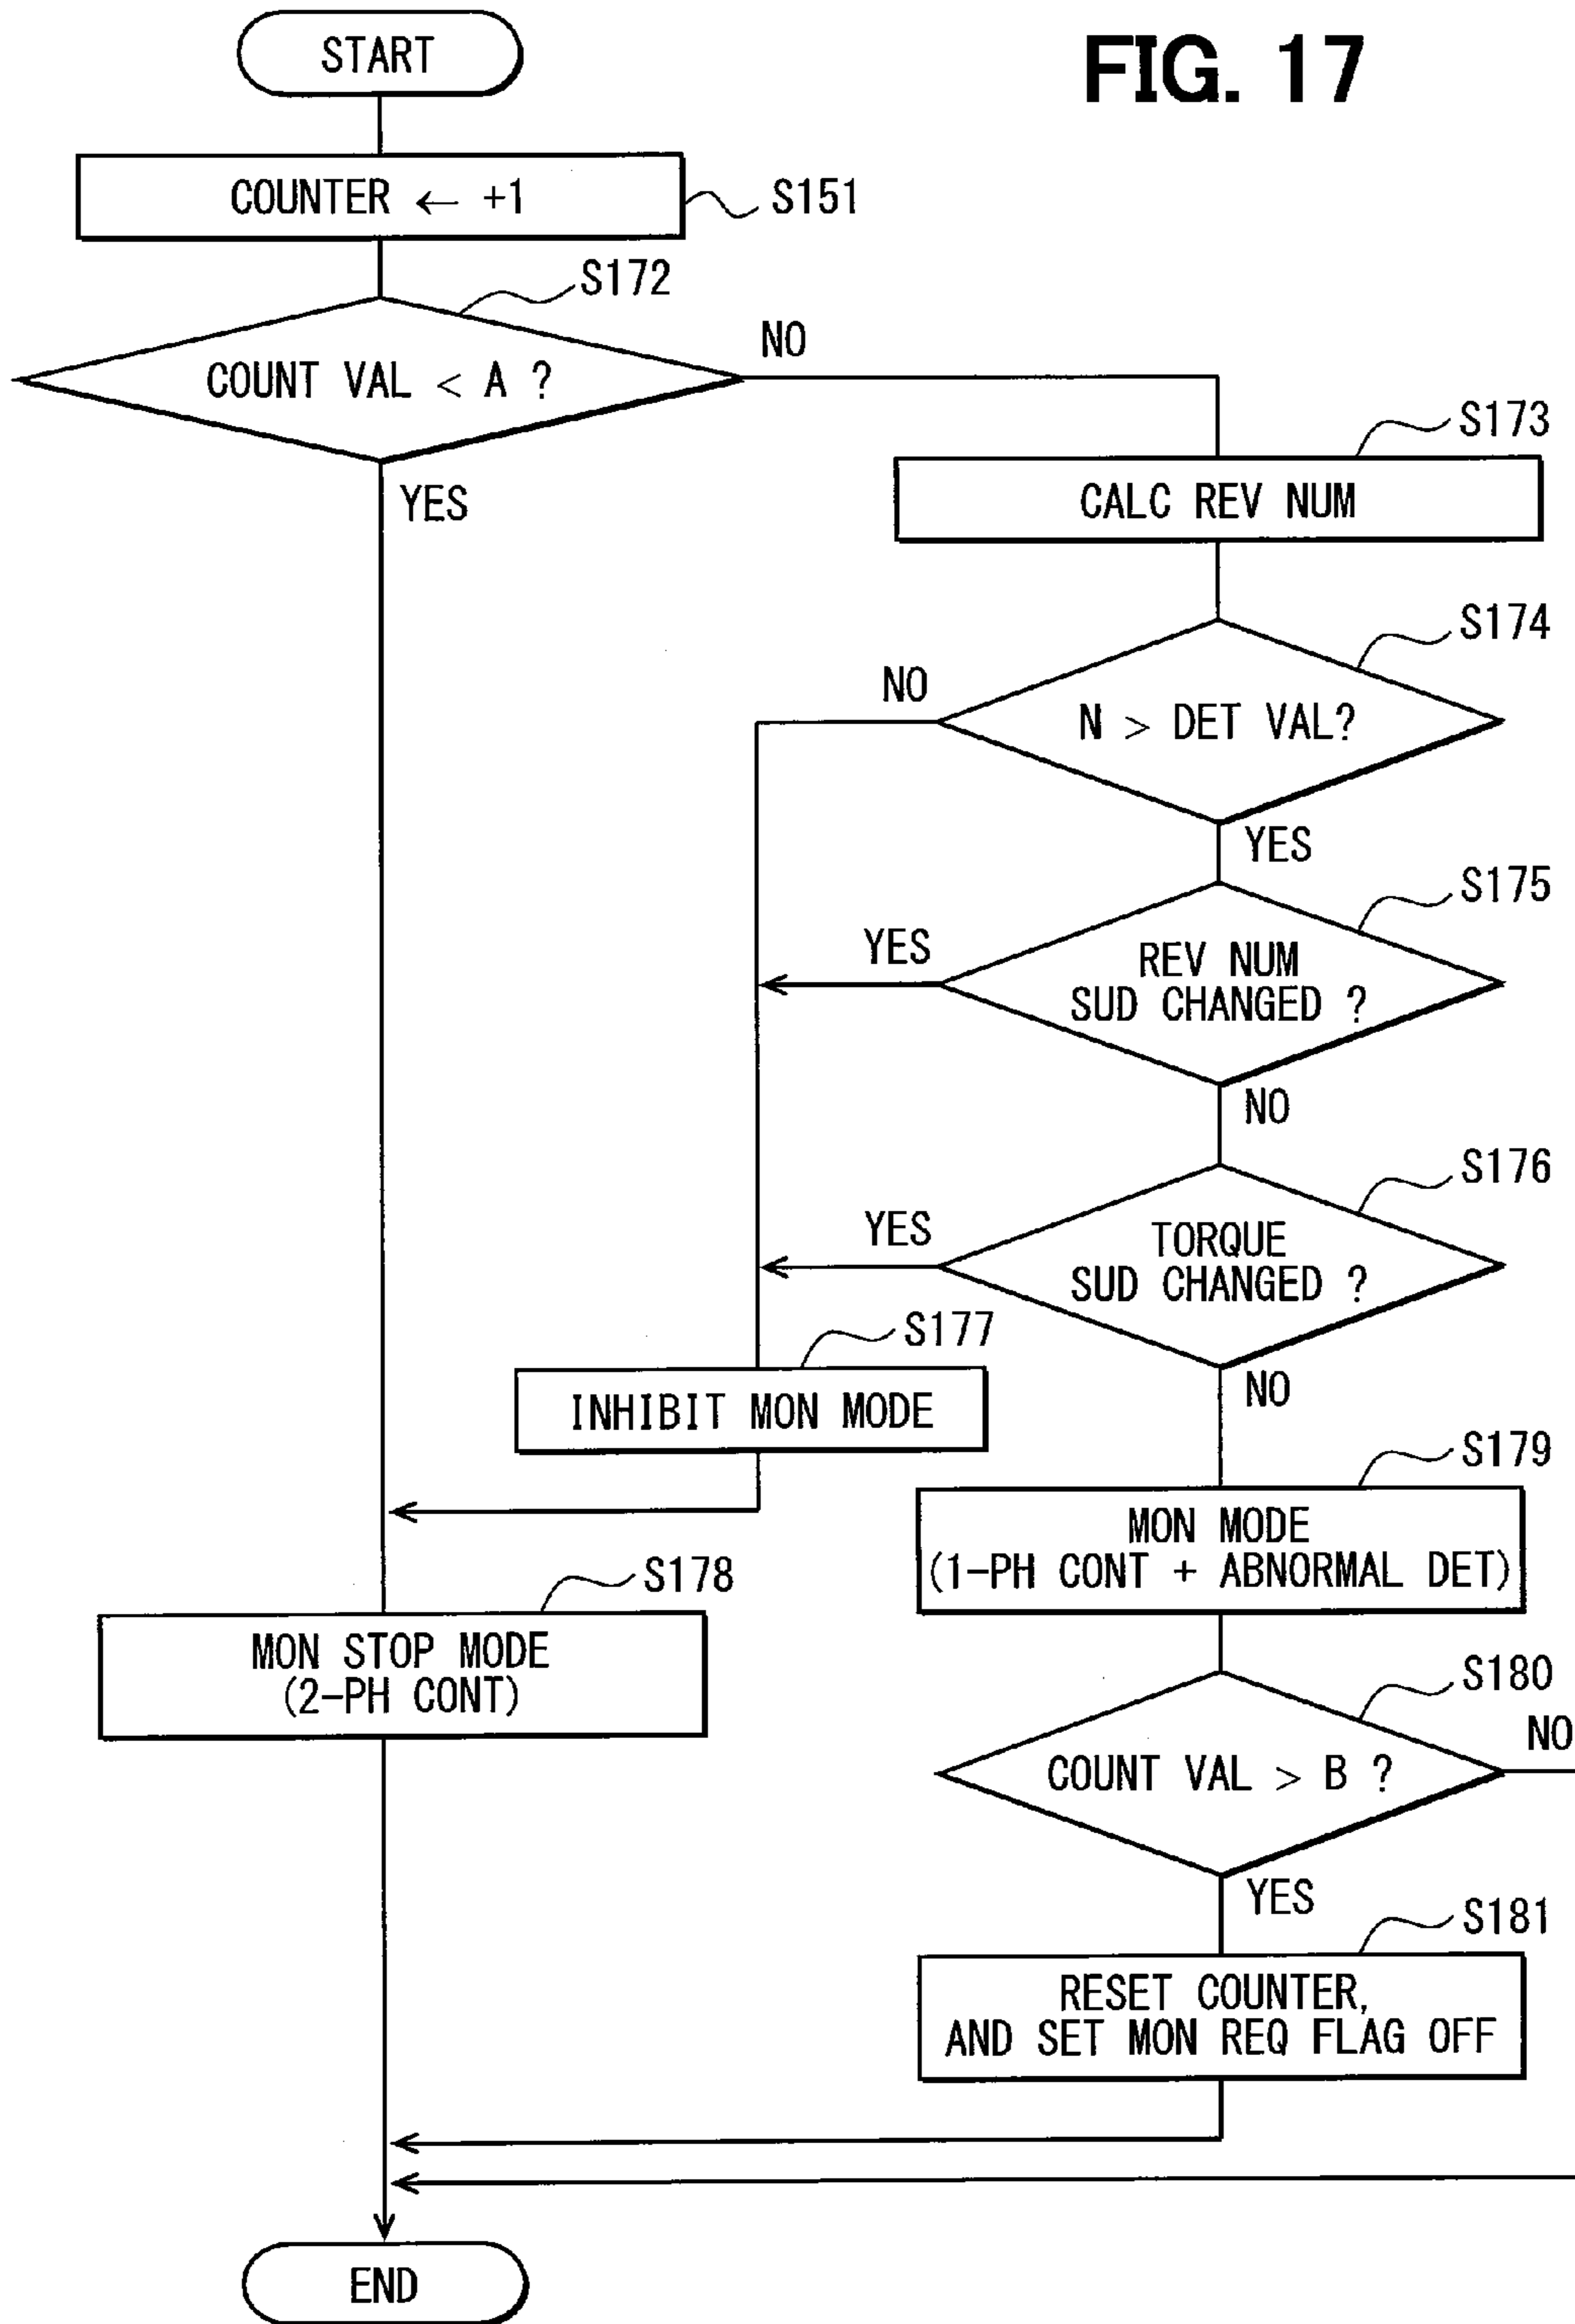 FIG. 17
START
COUNTER ← +1
S151
S172
COUNT VAL < A ?
NO
YES
S173
CALC REV NUM
S174
NO
N > DET VAL?
YES
S175
YES
REV NUM
SUD CHANGED ?
NO
S176
YES
TORQUE
SUD CHANGED ?
NO
S177
INHIBIT MON MODE
S179
MON MODE
(1-PH CONT + ABNORMAL DET)
S178
MON STOP MODE
(2-PH CONT)
S180
NO
COUNT VAL > B ?
YES
S181
RESET COUNTER,
AND SET MON REQ FLAG OFF
END